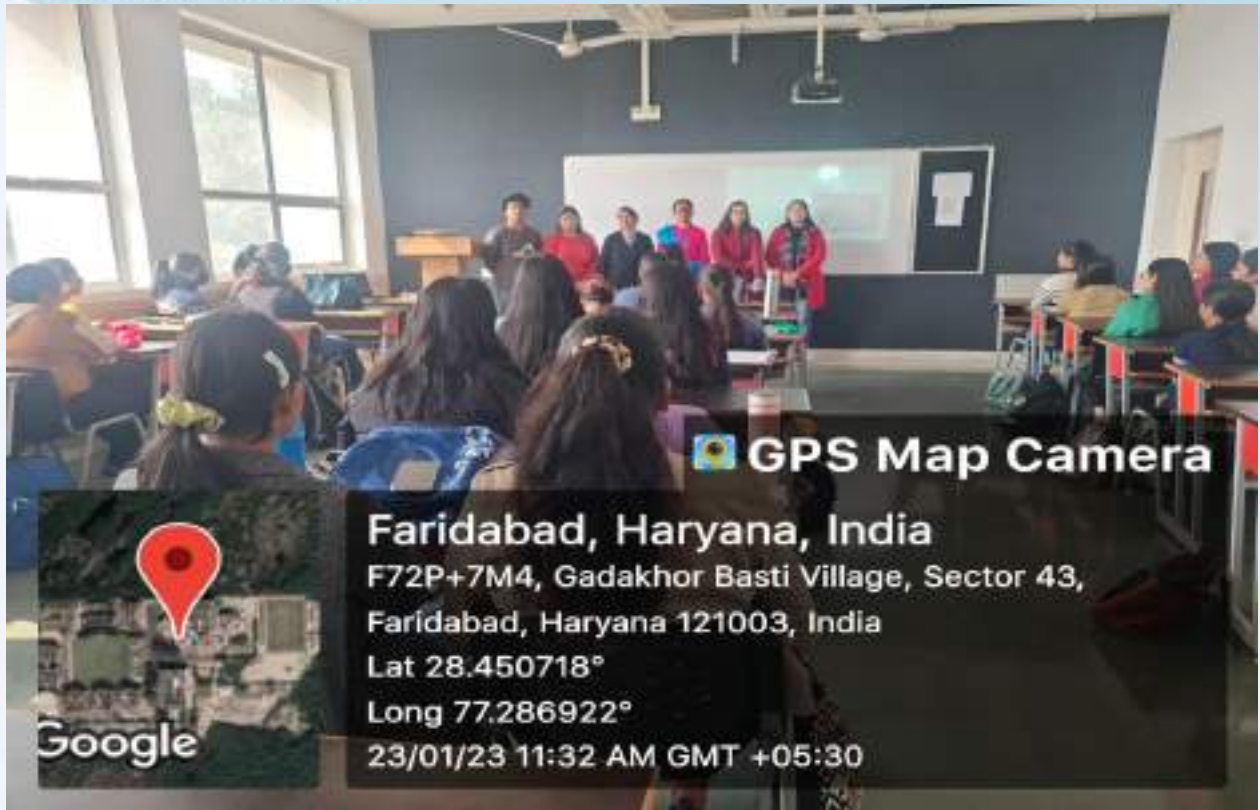 GPS Map Camera
Faridabad, Haryana, India
F72P+7M4, Gadakhor Basti Village, Sector 43,
Faridabad, Haryana 121003, India
Lat 28.450718°
Long 77.286922°
23/01/23 11:32 AM GMT +05:30
Google